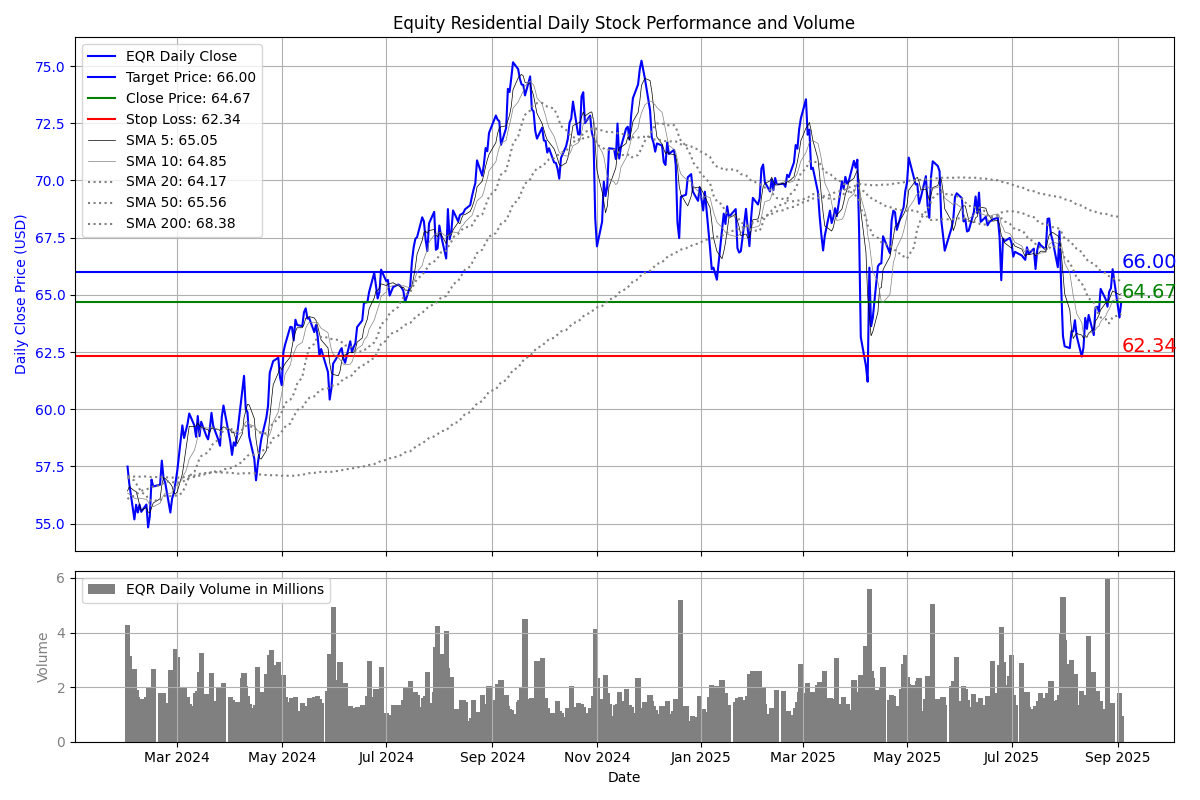 Equity Residential Daily Stock Performance and Volume
EQR Daily Close
Target Price: 66.00
Close Price: 64.67
Stop Loss: 62.34
SMA 5: 65.05
SMA 10: 64.85
SMA 20: 64.17
SMA 50: 65.56
SMA 200: 68.38
75.0
72.5
70.0
67.5
65.0
62.5
60.0
57.5
55.0
Daily Close Price (USD)
66.00
64.67
62.34
EQR Daily Volume in Millions
6
4
2
0
Volume
Mar 2024 May 2024 Jul 2024 Sep 2024 Nov 2024 Jan 2025 Mar 2025 May 2025 Jul 2025 Sep 2025
Date